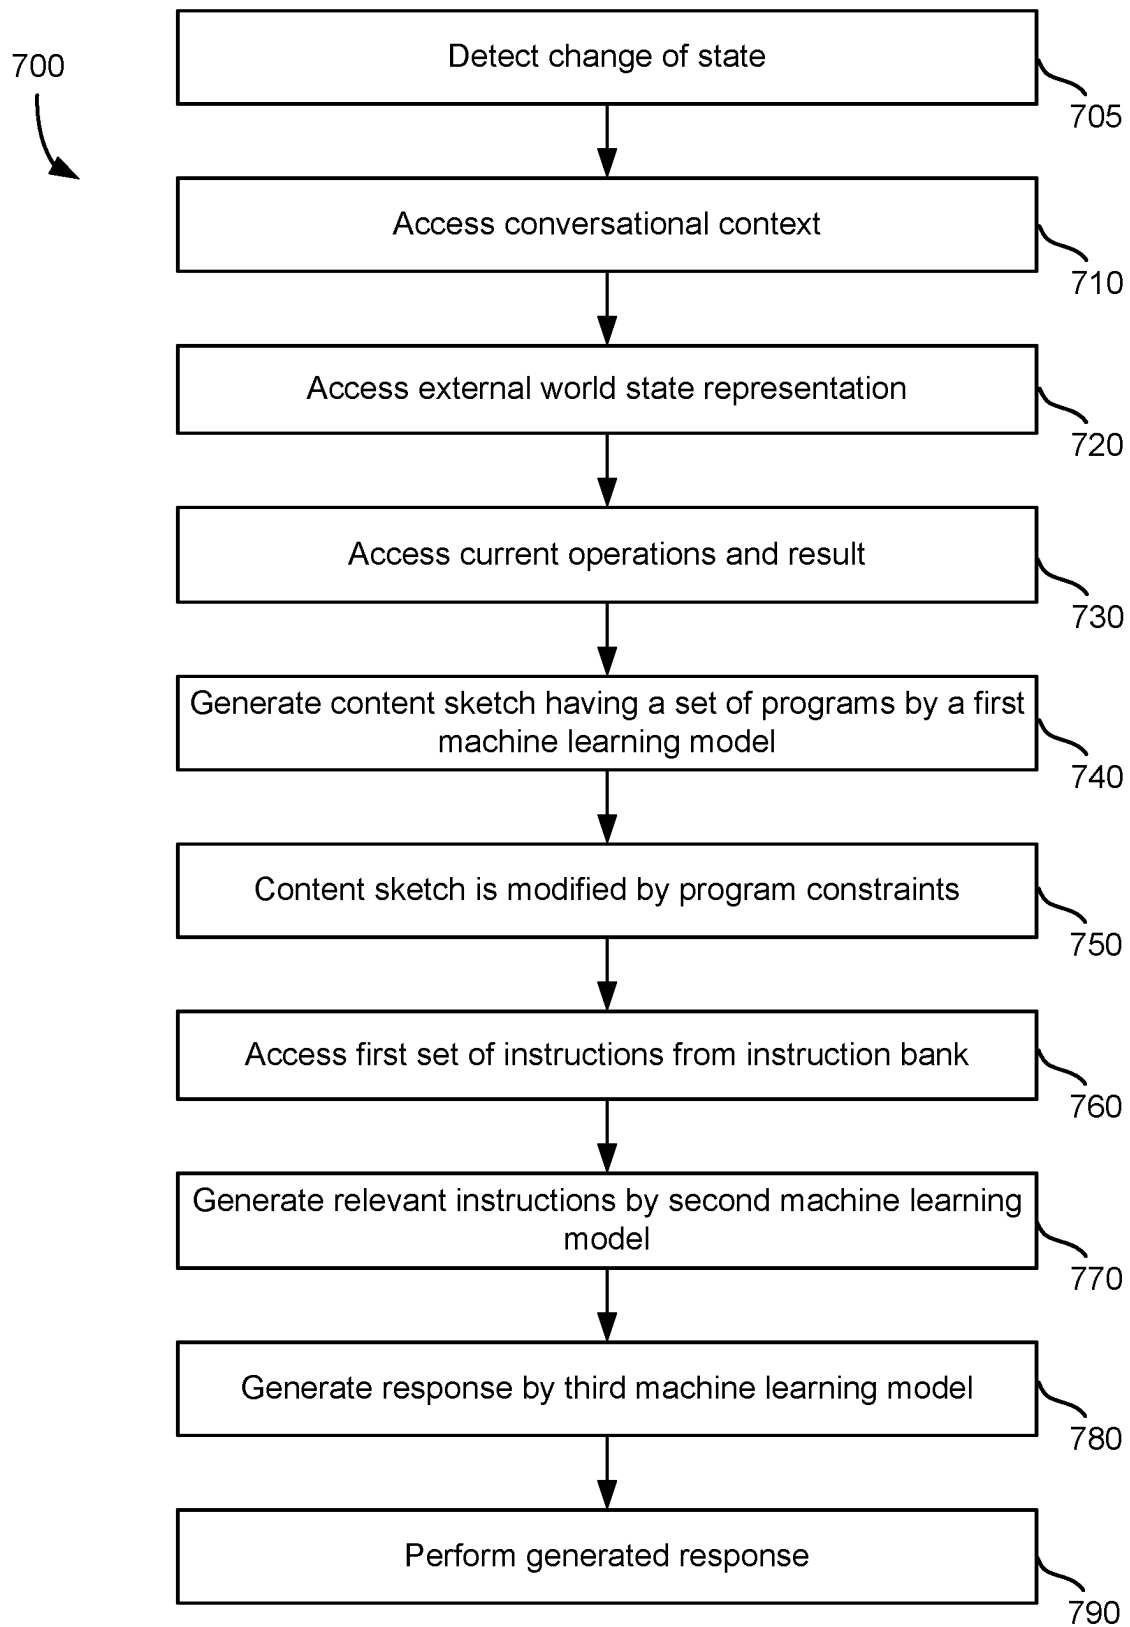 Detect change of state
700
705
Access conversational context
710
Access external world state representation
720
Access current operations and result
730
Generate content sketch having a set of programs by a first
machine learning model
740
Content sketch is modified by program constraints
750
Access first set of instructions from instruction bank
760
Generate relevant instructions by second machine learning
model
770
Generate response by third machine learning model
780
Perform generated response
790